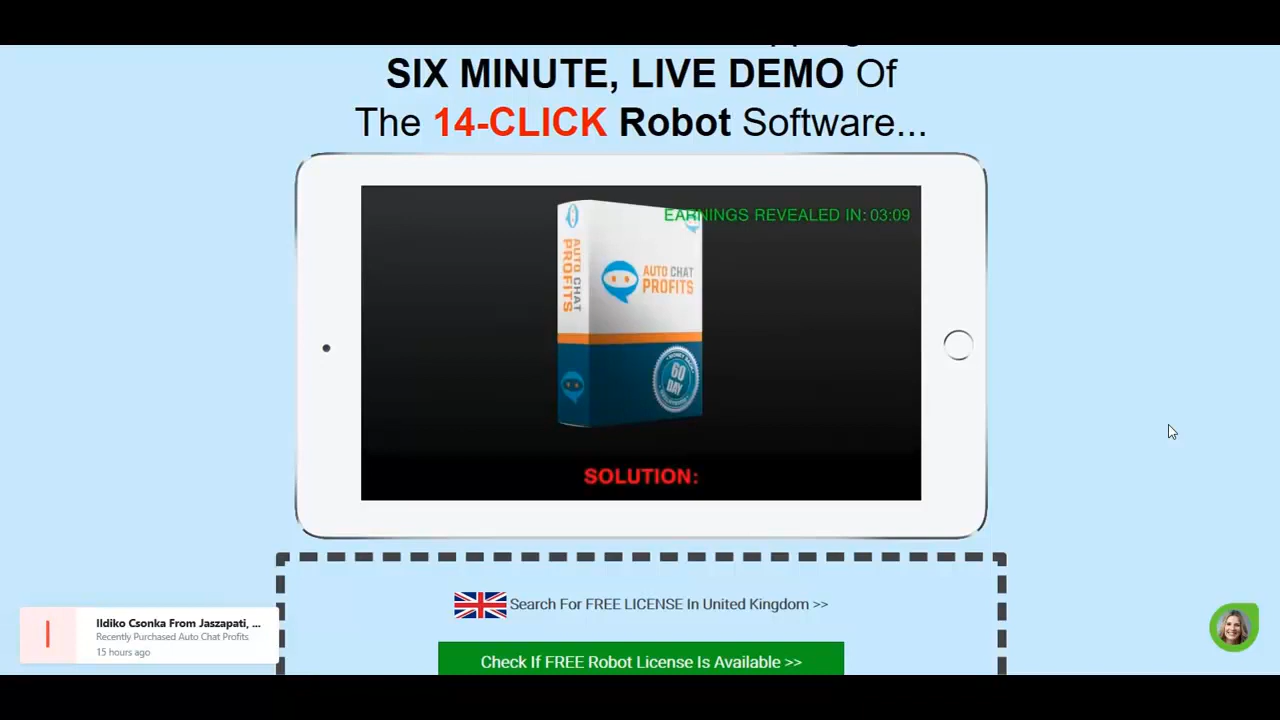 SIX MINUTE, LIVE DEMO Of
The 14-CLICK Robot Software...
EARNINGS REVEALED IN: 03:09
AUTO CHAT
PROFITS
AUTO CHAT
PROFITS
60
DAY
SOLUTION:
Search For FREE LICENSE In United Kingdom >>
Check If FREE Robot License Is Available >>
Ildiko Csonka From Jaszapati, ...
Recently Purchased Auto Chat Profits
15 hours ago